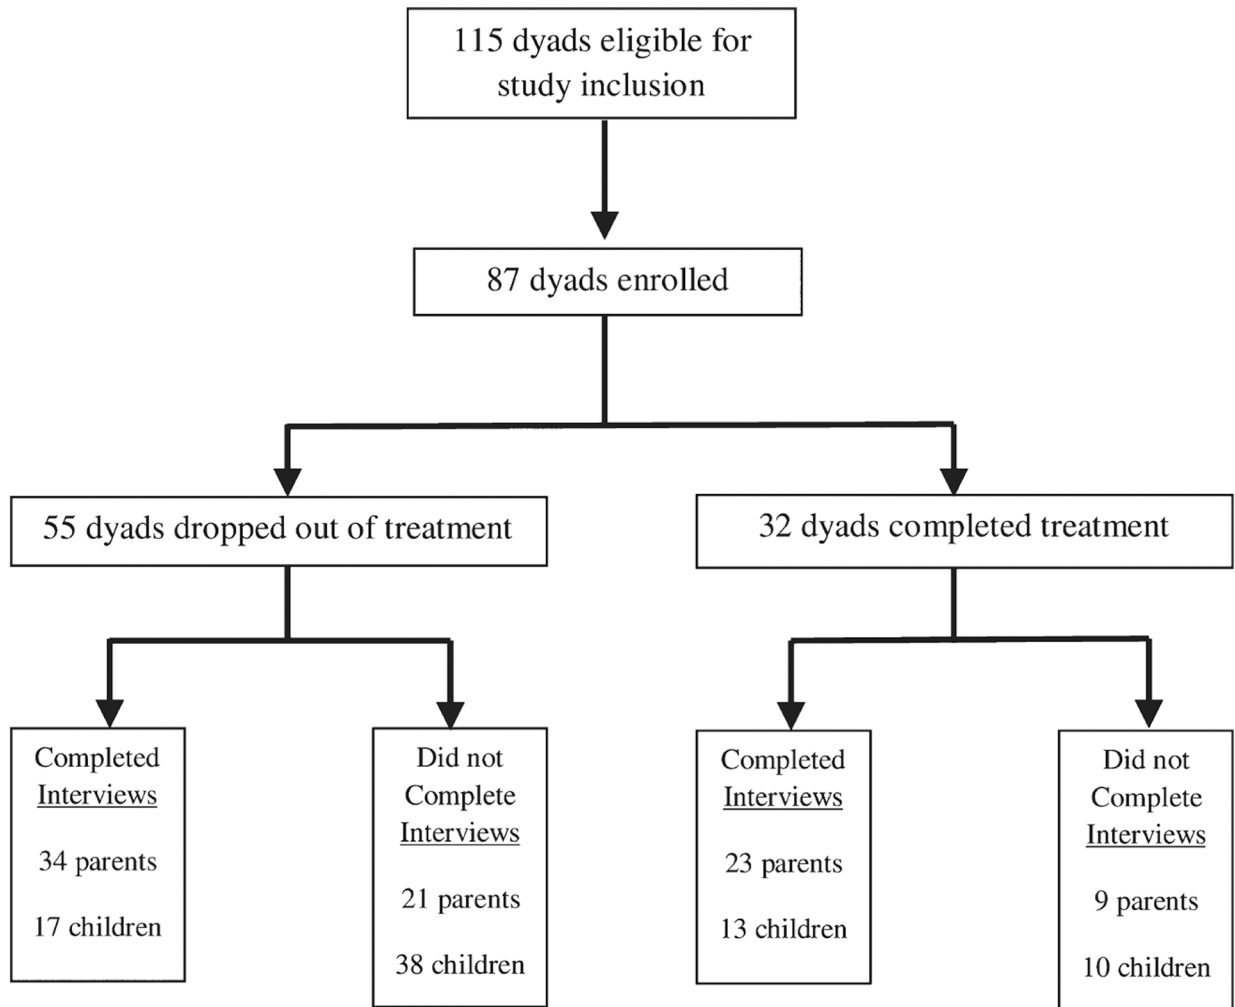 115 dyads eligible for
study inclusion
87 dyads enrolled
55 dyads dropped out of treatment
32 dyads completed treatment
Completed
Interviews
34 parents
17 children
Did not
Complete
Interviews
21 parents
38 children
Completed
Interviews
23 parents
13 children
Did not
Complete
Interviews
9 parents
10 children